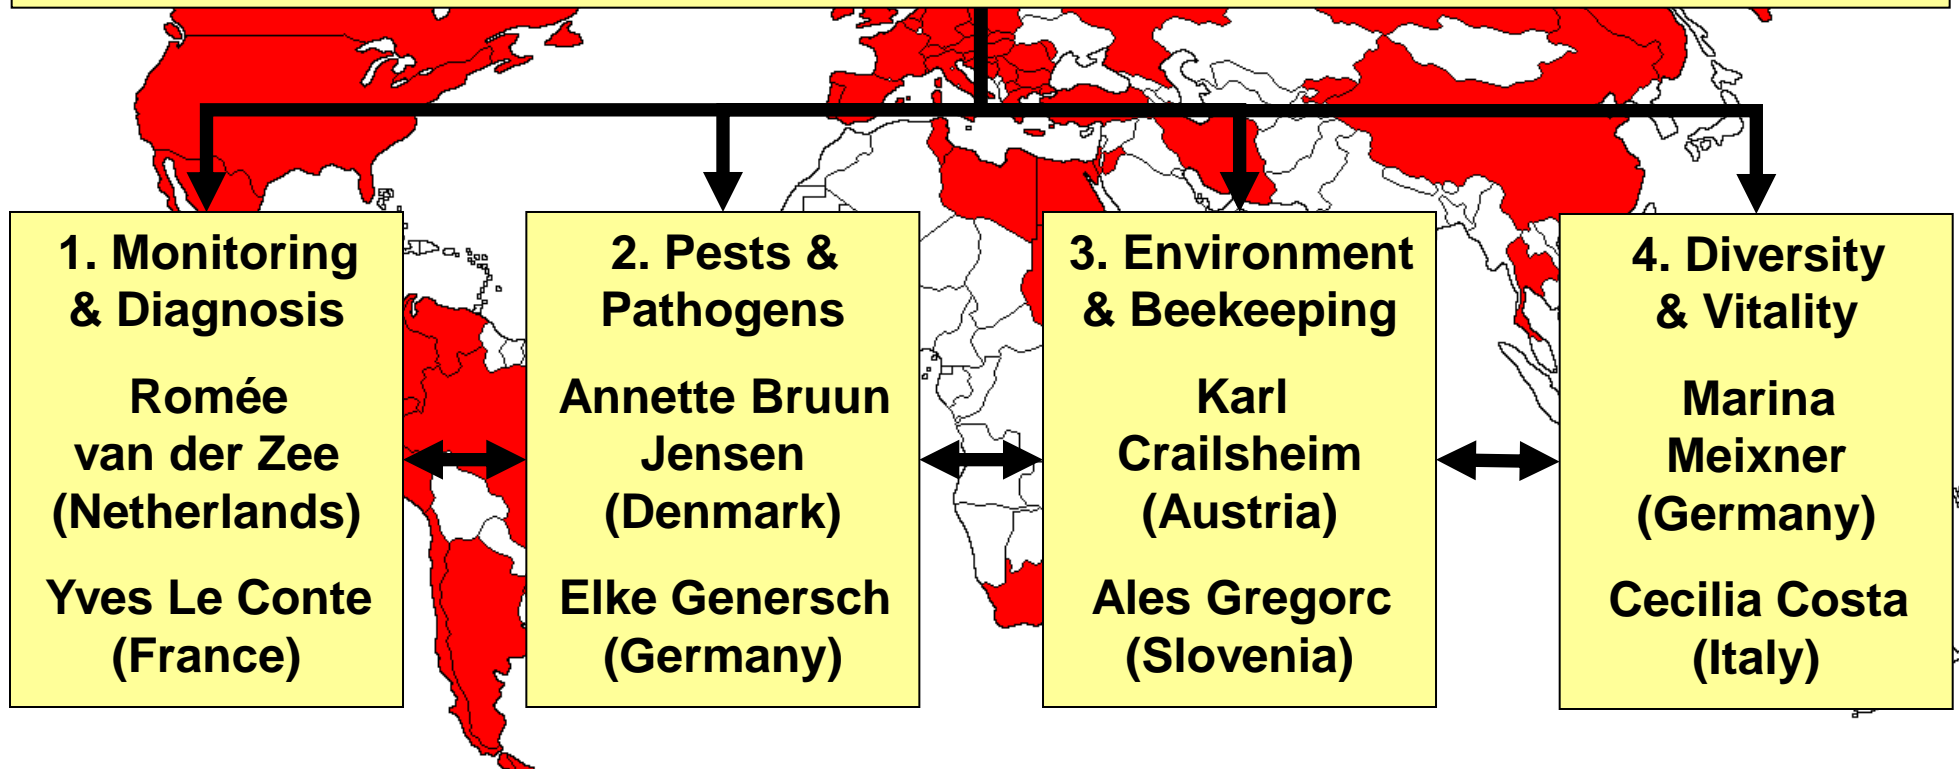 1. Monitoring
& Diagnosis
Romée
van der Zee
(Netherlands)
Yves Le Conte
(France)
2. Pests &
Pathogens
Annette Bruun
Jensen
(Denmark)
Elke Genersch
(Germany)
3. Environment
& Beekeeping
Karl
Crailsheim
(Austria)
Ales Gregorc
(Slovenia)
4. Diversity
& Vitality
Marina
Meixner
(Germany)
Cecilia Costa
(Italy)